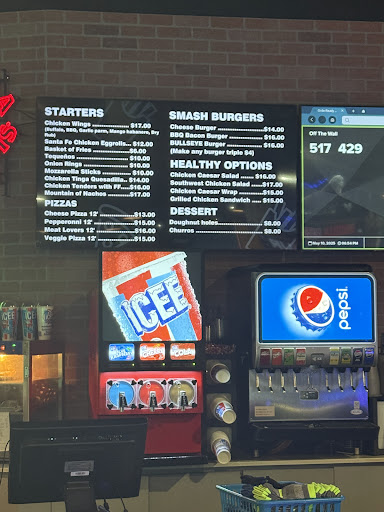 STARTERS
Chicken Wings .................. $17.00
(Buffalo, BBQ, Garlic parm, Mango habanero, Dry Rub)
Santa Fe Chicken Eggrolls... $12.00
Basket of Fries .................. $6.00
Tequeños .......................... $10.00
Onion Rings ..................... $10.00
Mozzarella Sticks .............. $10.00
Chicken Tinga Quesadilla.. $14.00
Chicken Tenders with FF.....$16.00
Mountain of Nachos ..........$17.00
PIZZAS
Cheese Pizza 12' ...............$13.00
Pepperonni 12' .................. $15.00
Meat Lovers 12' ................ $16.00
Veggie Pizza 12' ............... $15.00
SMASH BURGERS
Cheese Burger .................$14.00
BBQ Bacon Burger ........... $16.00
BULLSEYE Burger ............ $16.00
(Make any burger triple $4)
HEALTHY OPTIONS
Chicken Caesar Salad ...... $16.00
Southwest Chicken Salad .....$17.00
Chicken Caesar Wrap ........ $15.00
Grilled Chicken Sandwich ..... $15.00
DESSERT
Doughnut holes.................$8.00
Churros ............................ $8.00
Off The Wall
517 429
May 10, 2025
ICEE
pepsi